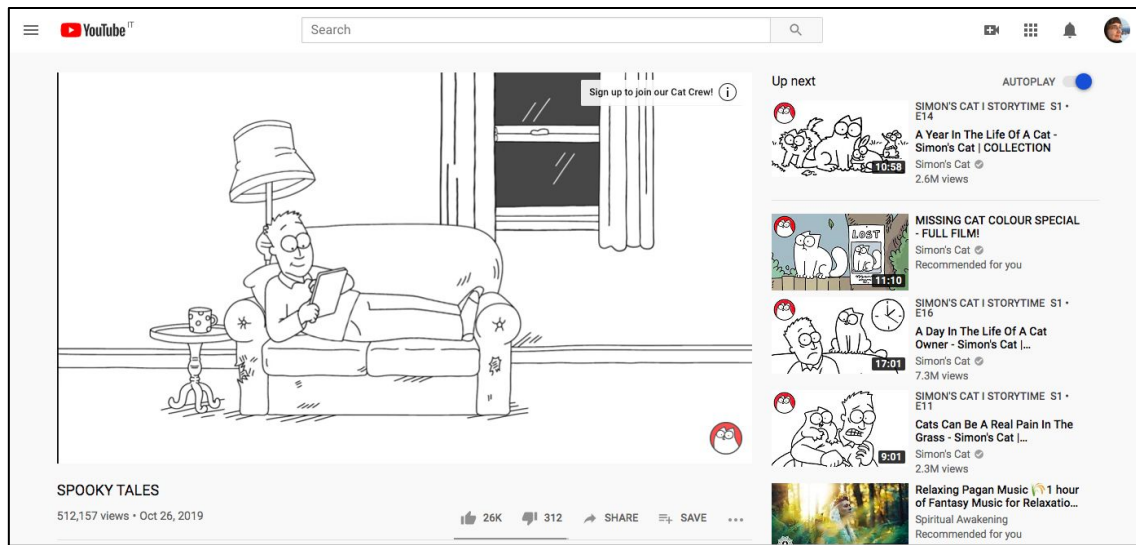 YouTube IT
Search
Sign up to join our Cat Crew!
SPOOKY TALES
512,157 views • Oct 26, 2019
26K 312 SHARE SAVE
Up next AUTOPLAY
SIMON'S CAT I STORYTIME S1 •
E14
A Year In The Life Of A Cat -
Simon's Cat | COLLECTION
Simon's Cat
2.6M views
10:58
MISSING CAT COLOUR SPECIAL
- FULL FILM!
Simon's Cat
Recommended for you
LOST
11:10
SIMON'S CAT I STORYTIME S1 •
E16
A Day In The Life Of A Cat
Owner - Simon's Cat |...
Simon's Cat
7.3M views
17:01
SIMON'S CAT I STORYTIME S1 •
E11
Cats Can Be A Real Pain In The
Grass - Simon's Cat |...
Simon's Cat
2.3M views
9:01
Relaxing Pagan Music 1 hour
of Fantasy Music for Relaxatio...
Spiritual Awakening
Recommended for you